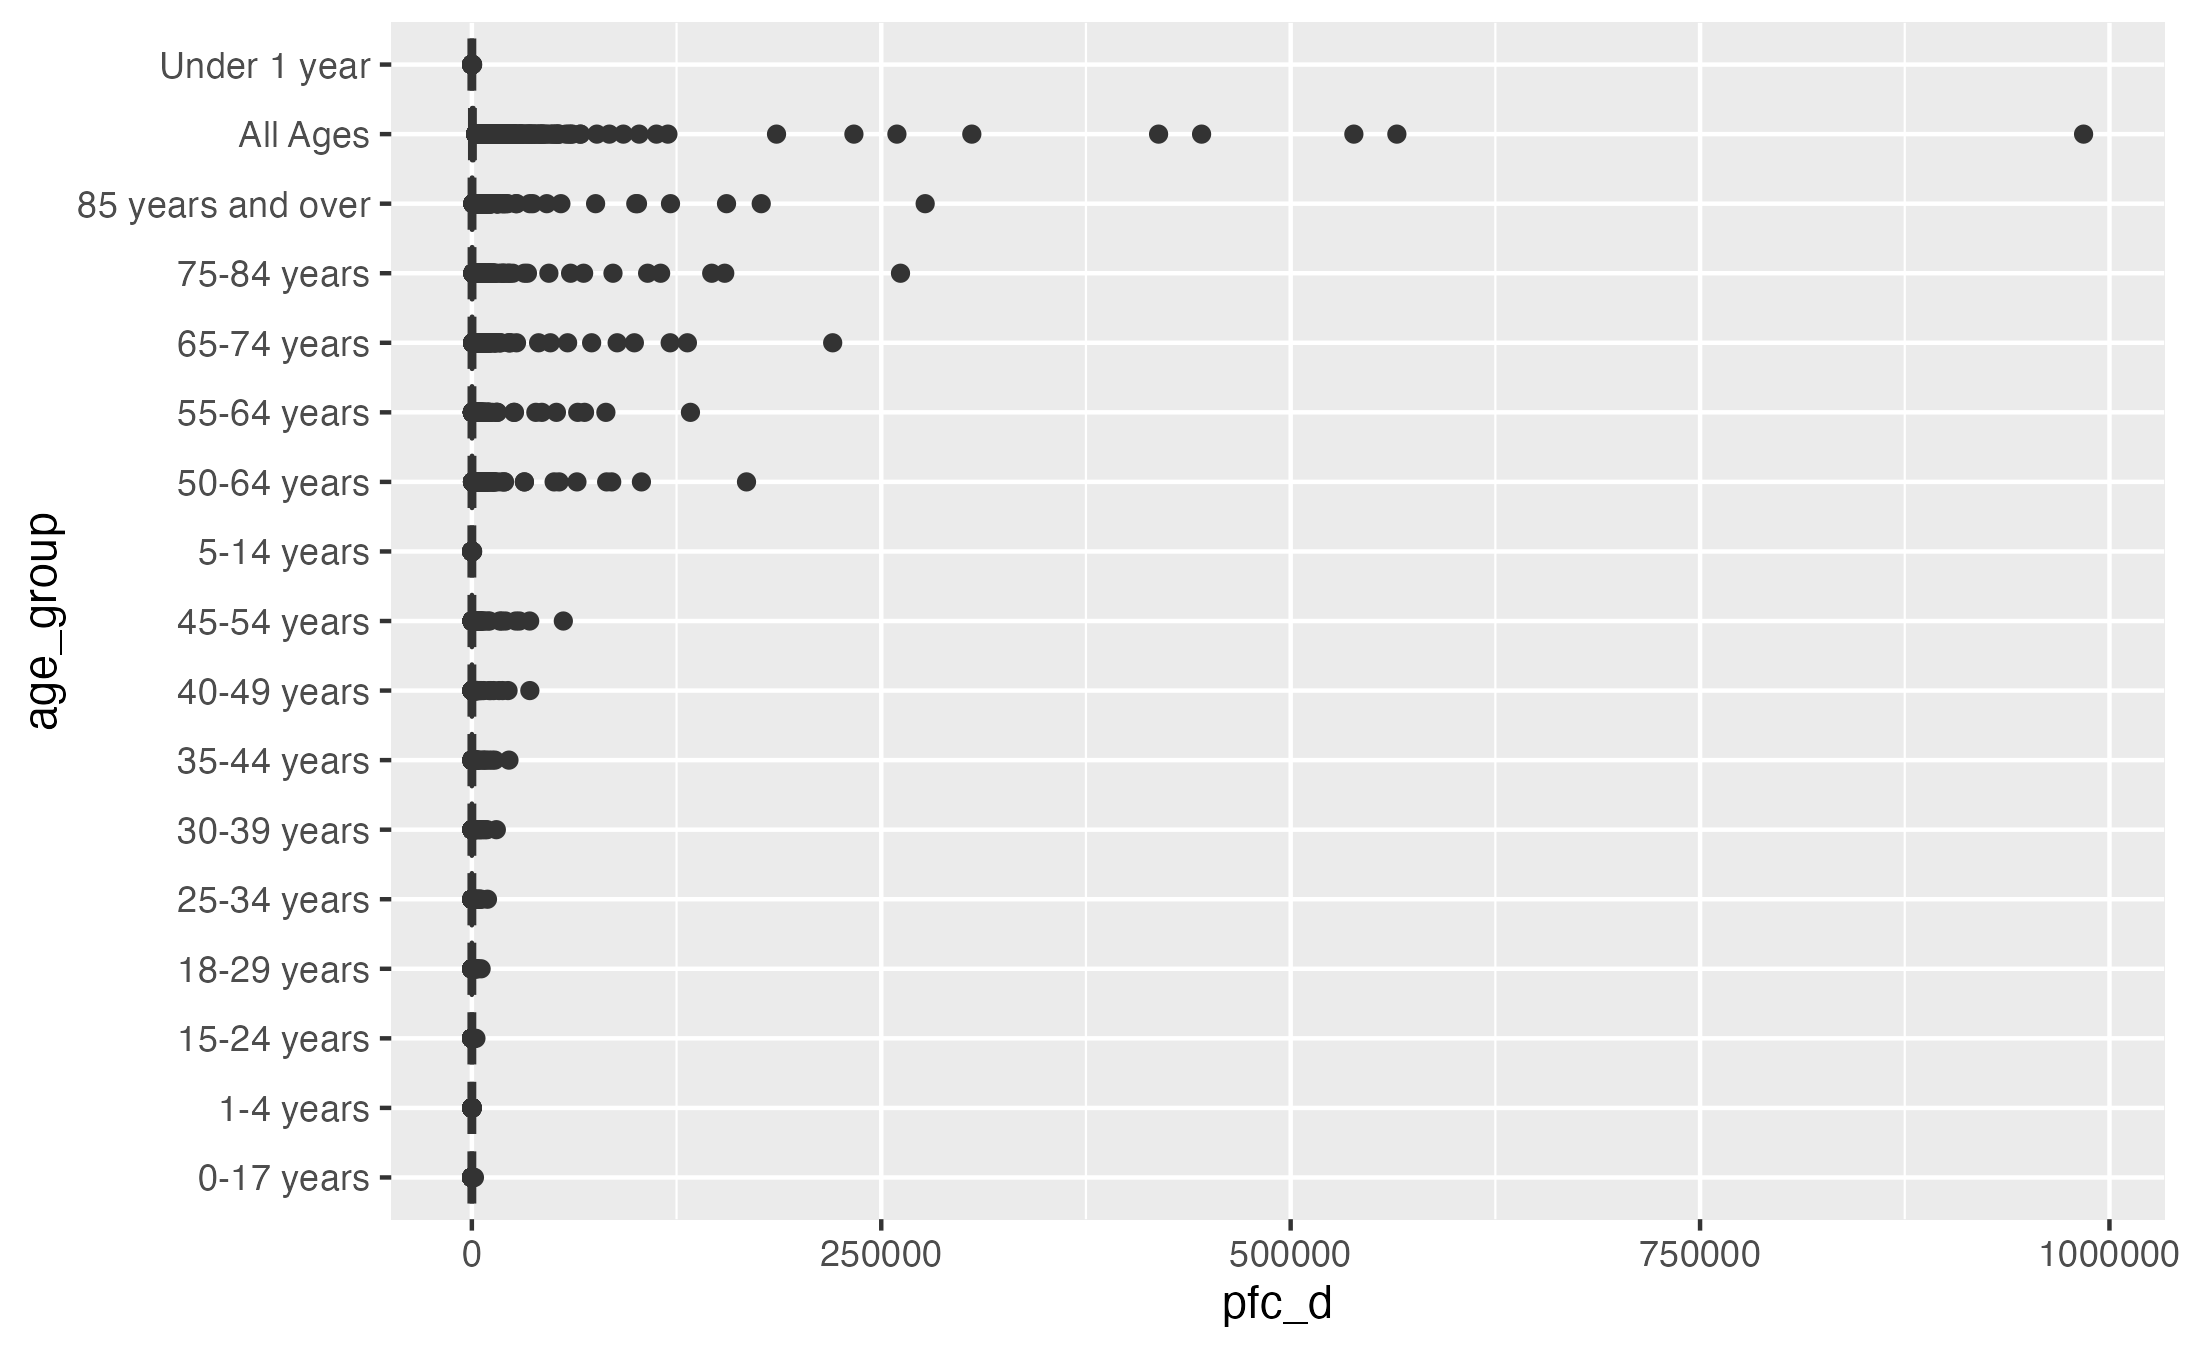 Under 1 year
All Ages
85 years and over
75-84 years
65-74 years
55-64 years
50-64 years
5-14 years
45-54 years
40-49 years
35-44 years
30-39 years
25-34 years
18-29 years
15-24 years
1-4 years
0-17 years
age_group
0 250000 500000 750000 1000000
pfc_d